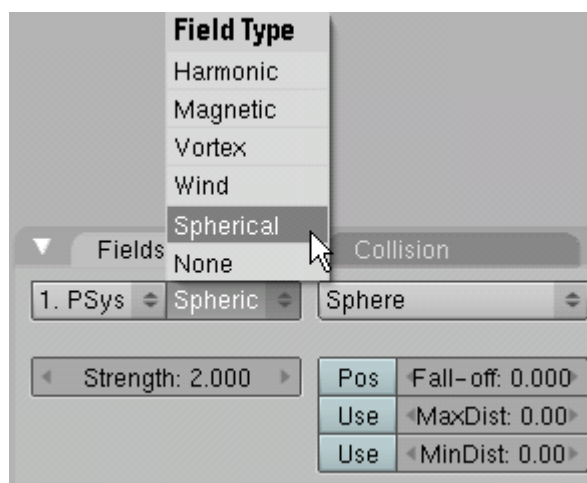 Field Type
Harmonic
Magnetic
Vortex
Wind
Spherical
None
Fields
Collision
1. PSys
Spheric
Sphere
Strength: 2.000
Pos
Fall-off: 0.000
Use
MaxDist: 0.00
Use
MinDist: 0.00